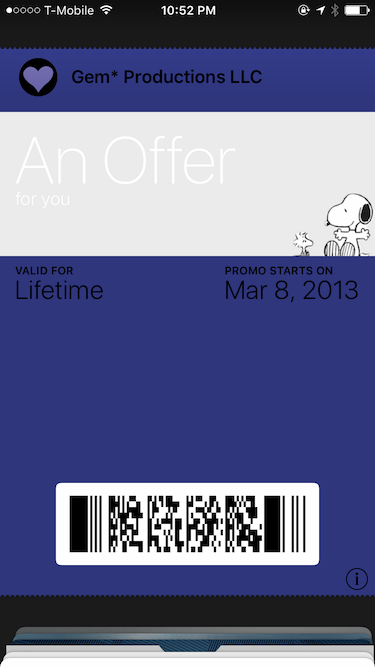 T-Mobile 10:52 PM
Gem* Productions LLC
An Offer
for you
VALID FOR PROMO STARTS ON
Lifetime Mar 8, 2013